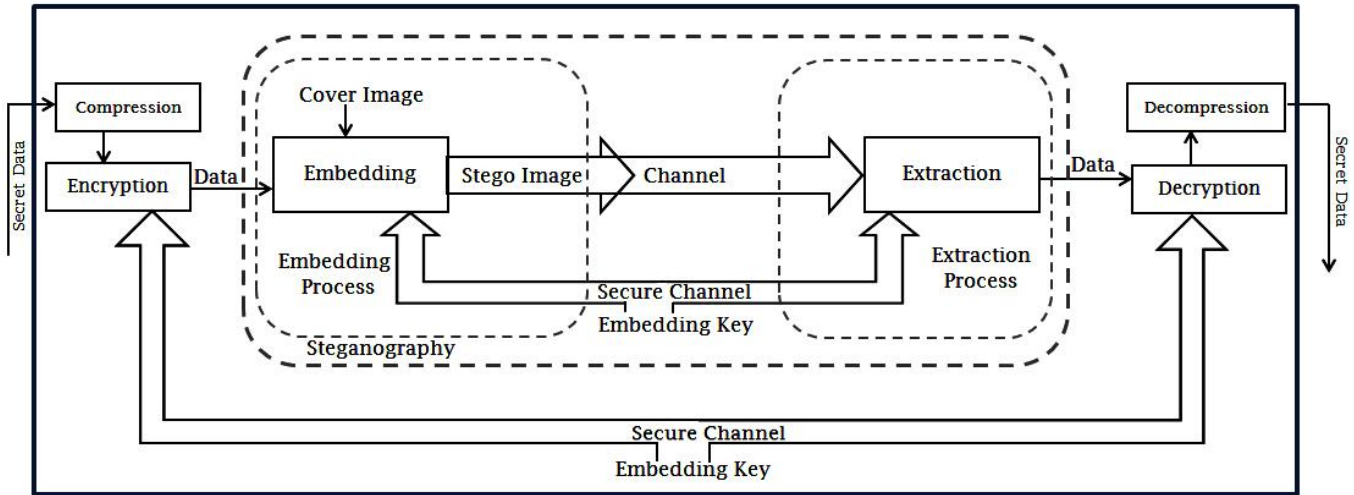 Secret Data
Compression
Encryption
Data
Cover Image
Embedding
Stego Image
Channel
Extraction
Data
Decompression
Decryption
Secret Data
Embedding
Process
Extraction
Process
Secure Channel
Embedding Key
Steganography
Secure Channel
Embedding Key